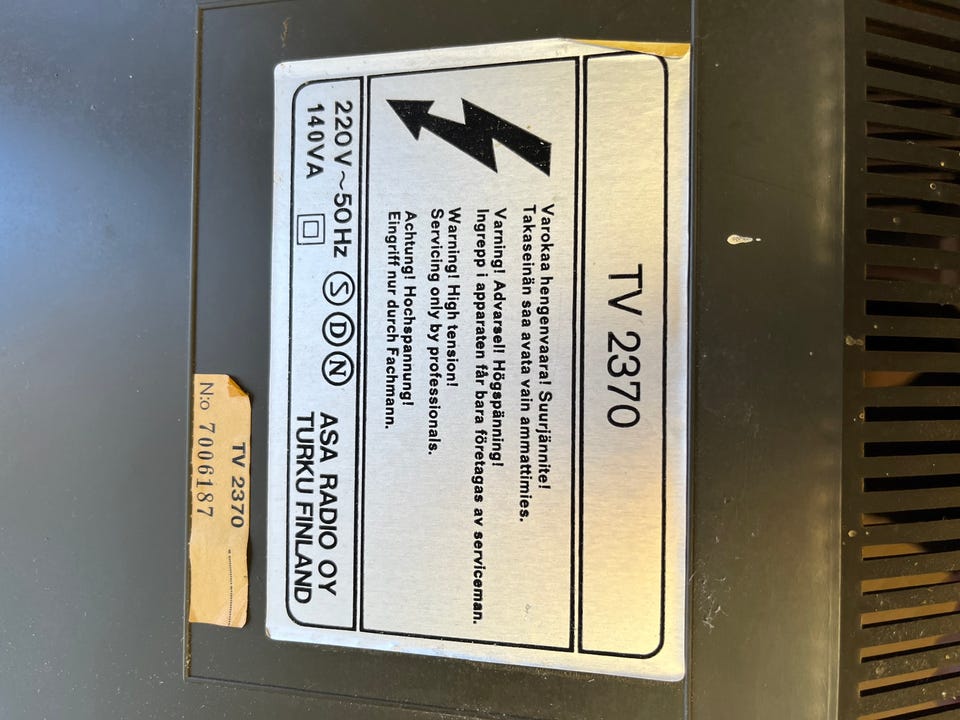 TV 2370
Varokaa hengenvaara! Suurjännite!
Takaseinän saa avata vain ammattimies.
Varning! Advarsel! Högspänning!
Ingrepp i apparaten får bara företagas av serviceman.
Warning! High tension!
Servicing only by professionals.
Achtung! Hochspannung!
Eingriff nur durch Fachmann.
220V~50Hz Ⓢ Ⓓ Ⓝ ASA RADIO OY
140VA TURKU FINLAND
TV 2370
N:o 7006187